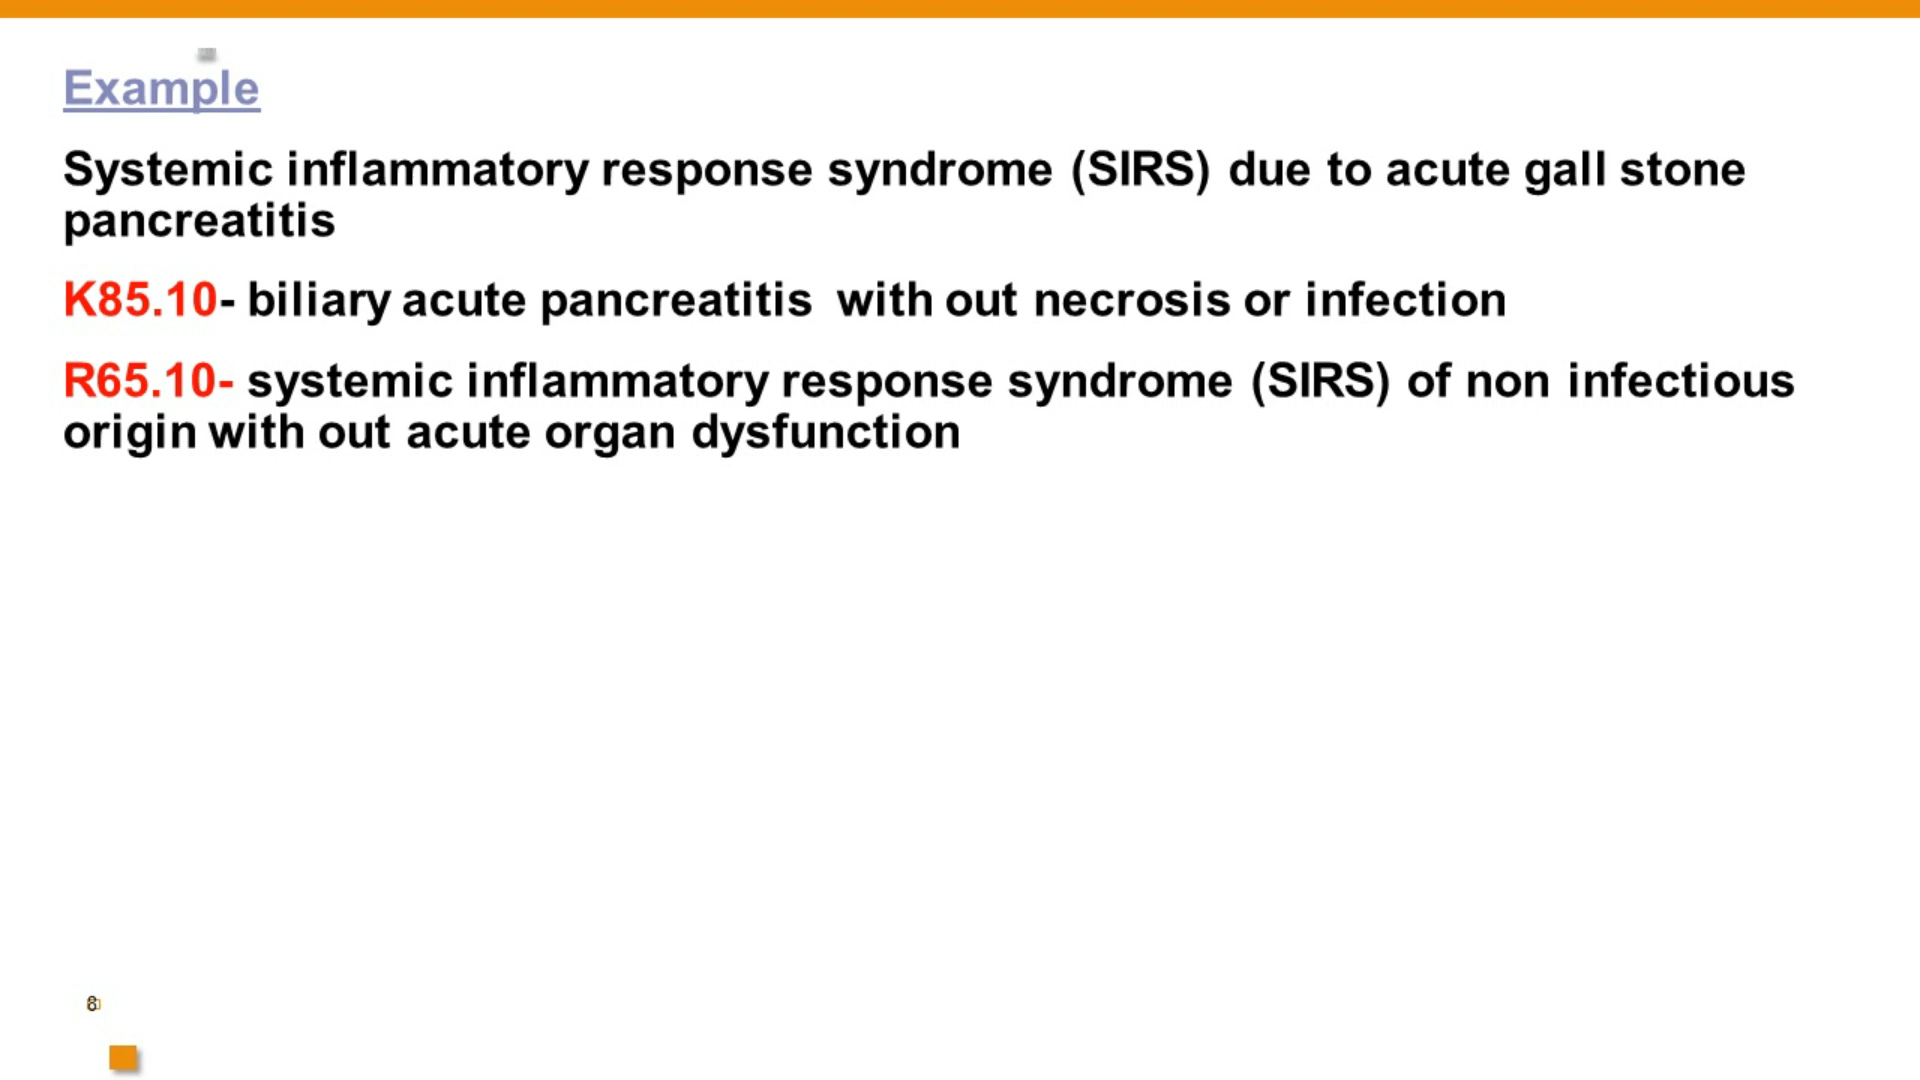 Example
Systemic inflammatory response syndrome (SIRS) due to acute gall stone
pancreatitis
K85.10- biliary acute pancreatitis with out necrosis or infection
R65.10- systemic inflammatory response syndrome (SIRS) of non infectious
origin with out acute organ dysfunction